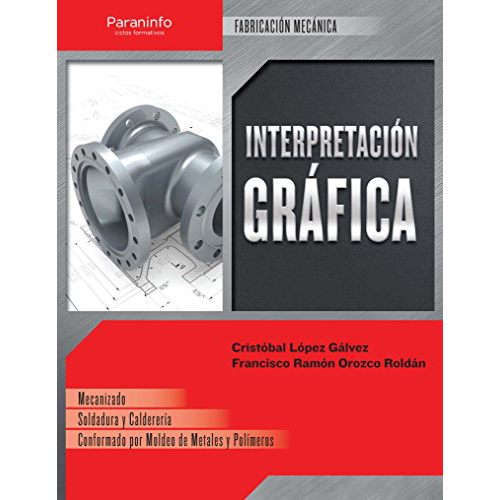 Paraninfo
ciclos formativos
FABRICACIÓN MECÁNICA
INTERPRETACIÓN
GRÁFICA
Cristóbal López Gálvez
Francisco Ramón Orozco Roldán
Mecanizado
Soldadura y Calderería
Conformado por Moldeo de Metales y Polímeros